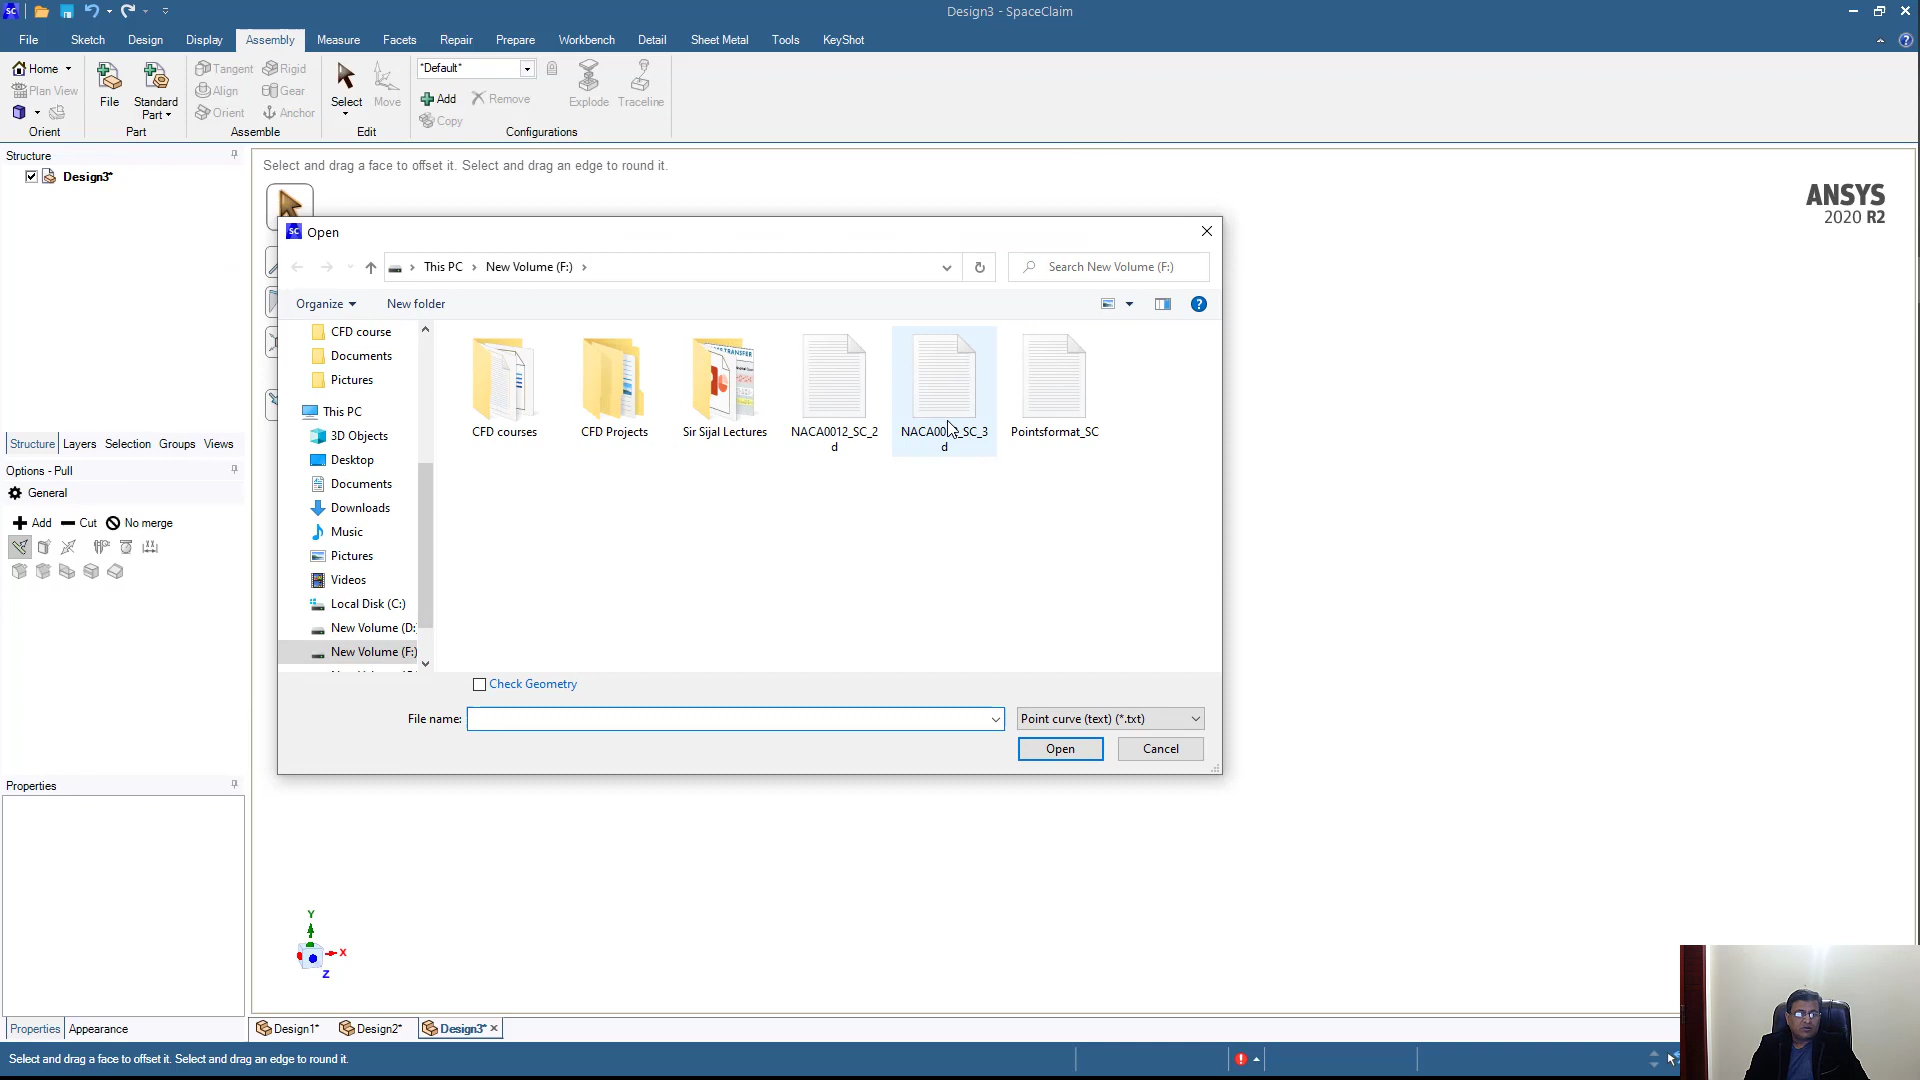 Design3 - SpaceClaim
File Sketch Design Display Assembly Measure Facets Repair Prepare Workbench Detail Sheet Metal Tools KeyShot
Home
Plan View
Orient
File
Standard Part
Part
Tangent Rigid
Align Gear
Orient Anchor
Assemble
Select Move
Edit
*Default*
Add Remove
Copy
Explode Traceline
Configurations
Structure
Design3*
Select and drag a face to offset it. Select and drag an edge to round it.
ANSYS
2020 R2
Structure Layers Selection Groups Views
Options - Pull
General
Add Cut No merge
Properties
Properties Appearance
Open
This PC > New Volume (F:) >
Search New Volume (F:)
Organize New folder
CFD course
Documents
Pictures
This PC
3D Objects
Desktop
Documents
Downloads
Music
Pictures
Videos
Local Disk (C:)
New Volume (D:
New Volume (F:)
CFD courses
CFD Projects
Sir Sijal Lectures
NACA0012_SC_2
d
SC_3
d
Pointsformat_SC
Check Geometry
File name:
Point curve (text) (*.txt)
Open Cancel
Y
X
Z
Design1* Design2* Design3*
Select and drag a face to offset it. Select and drag an edge to round it.